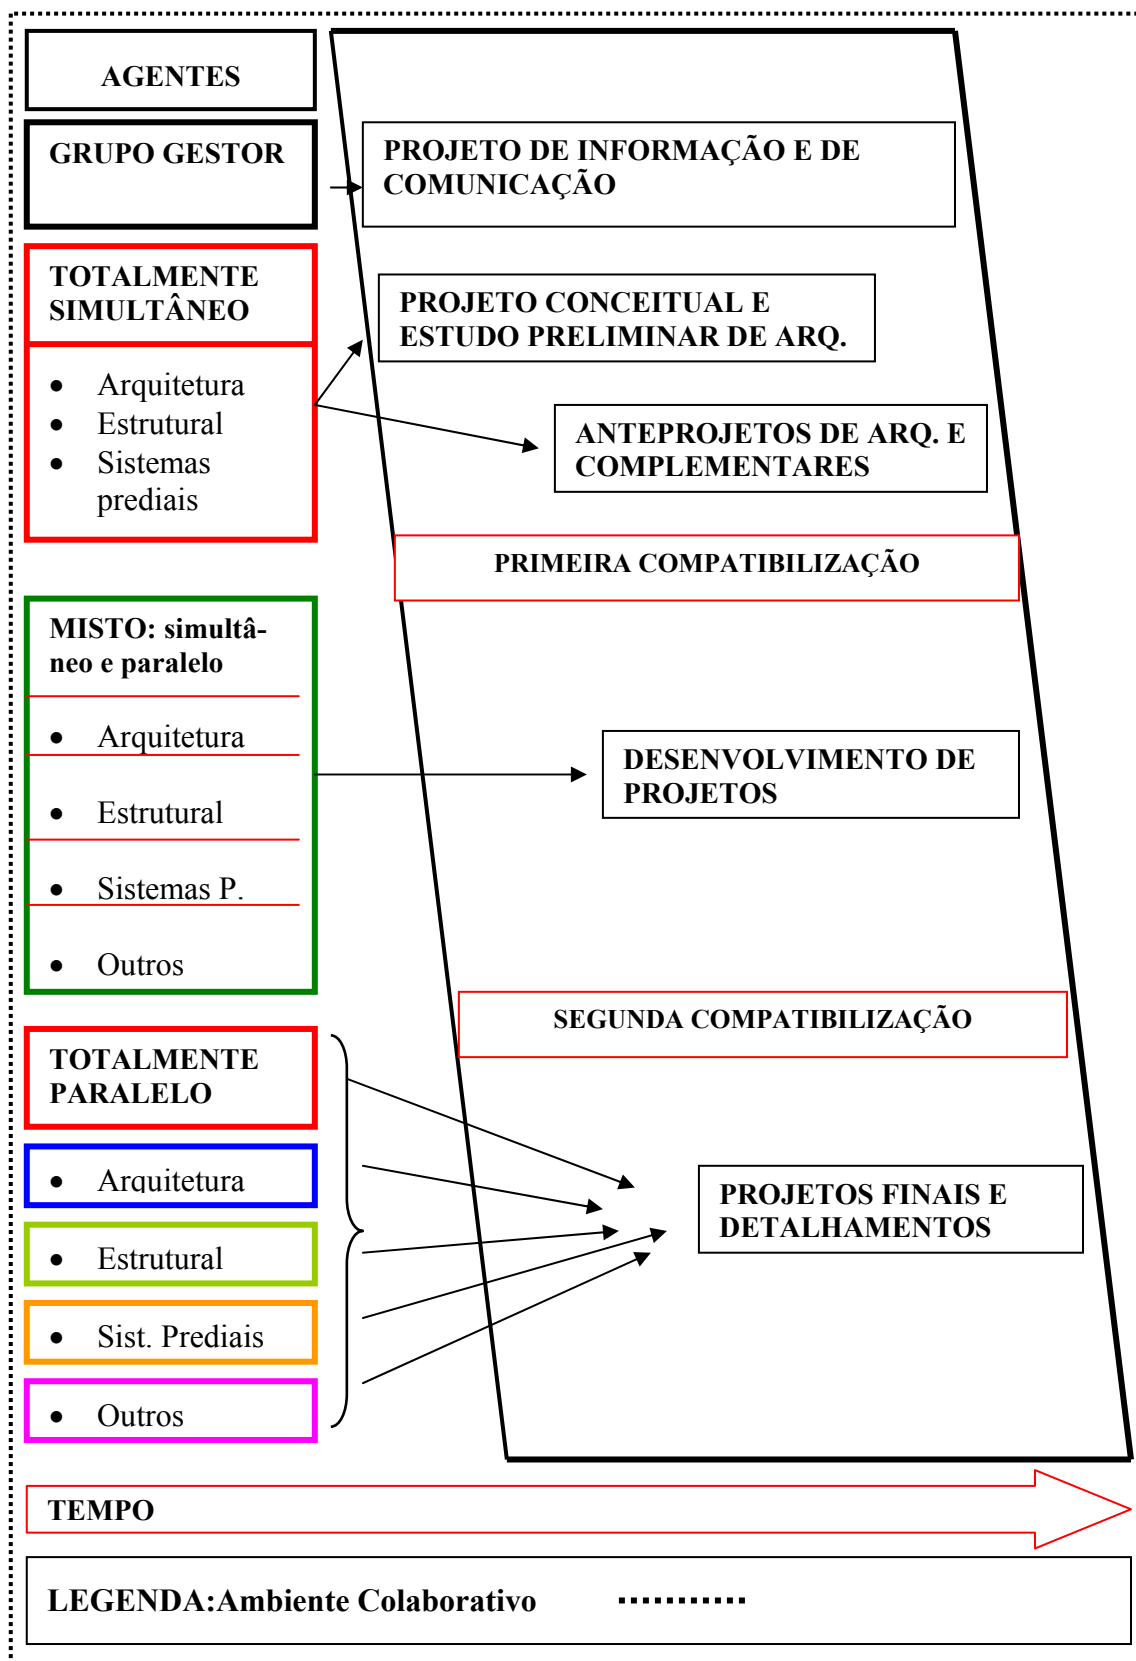 AGENTES
GRUPO GESTOR
PROJETO DE INFORMAÇÃO E DE
COMUNICAÇÃO
TOTALMENTE
SIMULTÂNEO
• Arquitetura
• Estrutural
• Sistemas
prediais
PROJETO CONCEITUAL E
ESTUDO PRELIMINAR DE ARQ.
ANTEPROJETOS DE ARQ. E
COMPLEMENTARES
PRIMEIRA COMPATIBILIZAÇÃO
MISTO: simultâ-
neo e paralelo
• Arquitetura
• Estrutural
• Sistemas P.
• Outros
DESENVOLVIMENTO DE
PROJETOS
SEGUNDA COMPATIBILIZAÇÃO
TOTALMENTE
PARALELO
• Arquitetura
• Estrutural
• Sist. Prediais
• Outros
PROJETOS FINAIS E
DETALHAMENTOS
TEMPO
LEGENDA:Ambiente Colaborativo